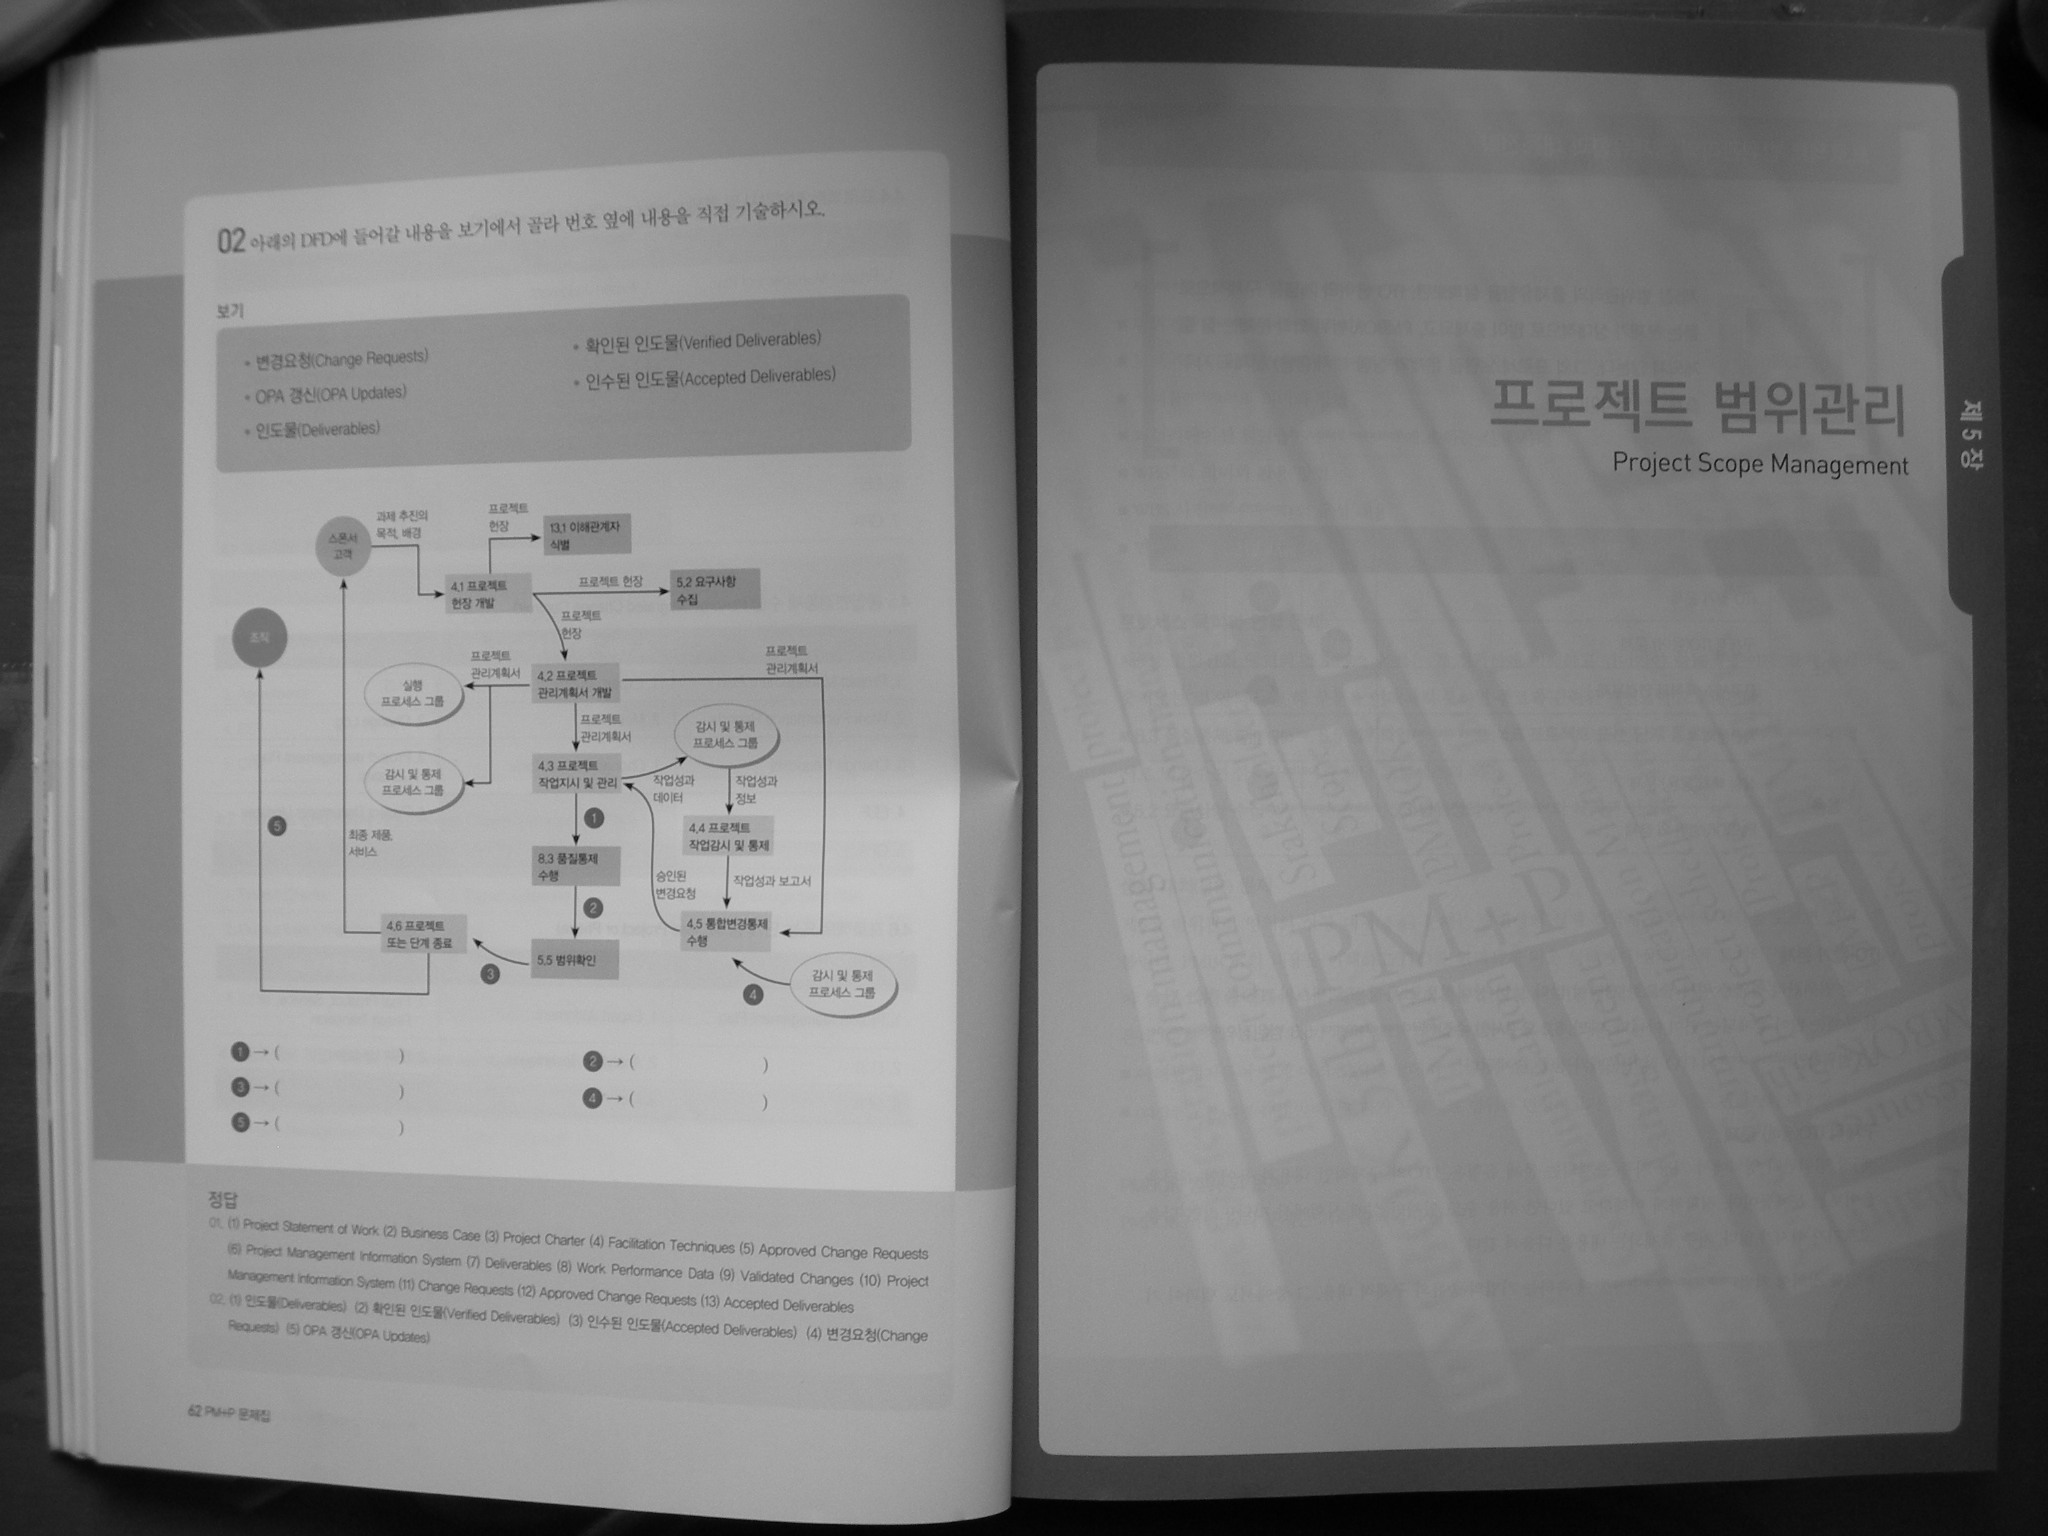 02 아래의 DFD에 들어갈 내용을 보기에서 골라 번호 옆에 내용을 직접 기술하시오.
보기
• 변경요청(Change Requests)
• OPA 갱신(OPA Updates)
• 인도물(Deliverables)
• 확인된 인도물(Verified Deliverables)
• 인수된 인도물(Accepted Deliverables)
스폰서
고객
과제 추진의
목적, 배경
프로젝트
헌장
13.1 이해관계자
식별
4.1 프로젝트
헌장 개발
프로젝트 헌장
5.2 요구사항
수집
프로젝트
헌장
조직
프로젝트
관리계획서
실행
프로세스 그룹
4.2 프로젝트
관리계획서 개발
프로젝트
관리계획서
프로젝트
관리계획서
감시 및 통제
프로세스 그룹
감시 및 통제
프로세스 그룹
4.3 프로젝트
작업지시 및 관리
작업성과
데이터
작업성과
정보
5
최종 제품,
서비스
1
4.4 프로젝트
작업감시 및 통제
8.3 품질통제
수행
승인된
변경요청
작업성과 보고서
2
4.6 프로젝트
또는 단계 종료
4.5 통합변경통제
수행
3
5.5 범위확인
4
감시 및 통제
프로세스 그룹
1 → ( )
2 → ( )
3 → ( )
4 → ( )
5 → ( )
정답
01. (1) Project Statement of Work (2) Business Case (3) Project Charter (4) Facilitation Techniques (5) Approved Change Requests
(6) Project Management Information System (7) Deliverables (8) Work Performance Data (9) Validated Changes (10) Project
Management Information System (11) Change Requests (12) Approved Change Requests (13) Accepted Deliverables
02. (1) 인도물(Deliverables) (2) 확인된 인도물(Verified Deliverables) (3) 인수된 인도물(Accepted Deliverables) (4) 변경요청(Change
Requests) (5) OPA 갱신(OPA Updates)
62 PM+P 문제집
프로젝트 범위관리
Project Scope Management
제5장
PM+P